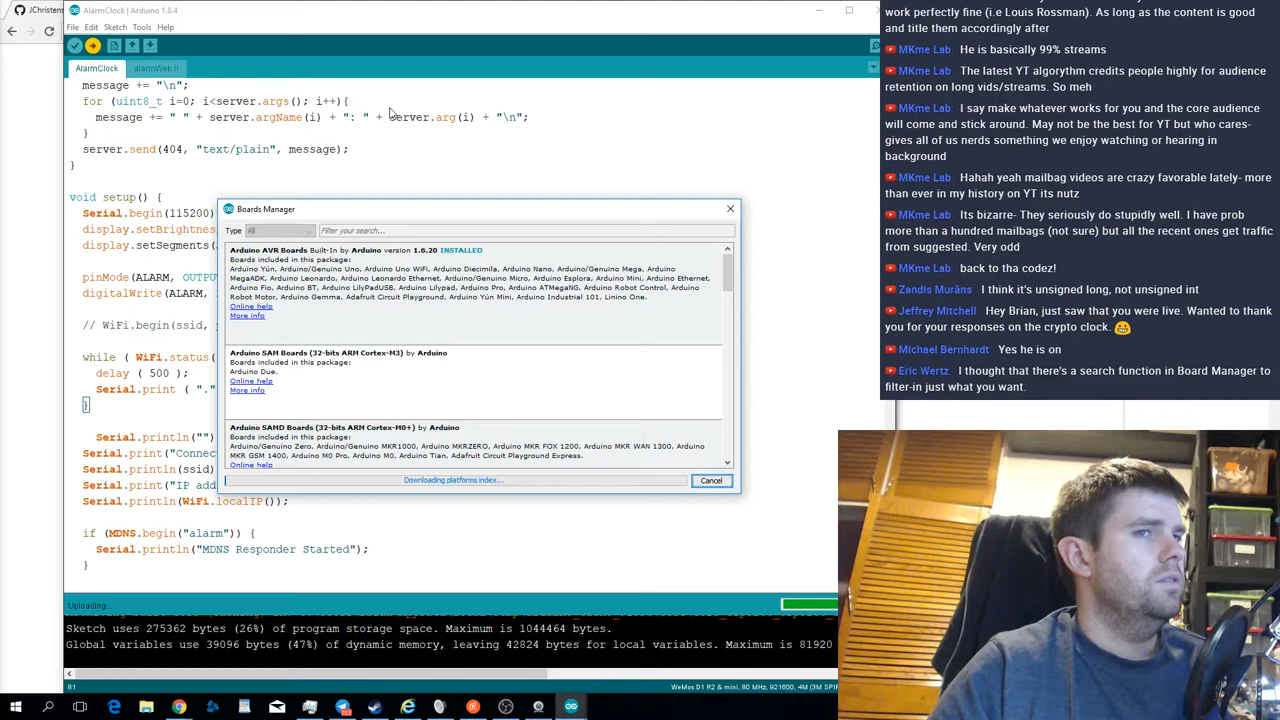 JChristens
AlarmClock | Arduino 1.8.4
File Edit Sketch Tools Help
AlarmClock alarmWeb.h
message += "\n";
for (uint8_t i=0; i<server.args(); i++){
message += " " + server.argName(i) + ": " + server.arg(i) + "\n";
}
server.send(404, "text/plain", message);
}
void setup() {
Serial.begin(115200)
display.setBrightnes
display.setSegments(
pinMode(ALARM, OUTPU
digitalWrite(ALARM,
// WiFi.begin(ssid, p
while ( WiFi.status(
delay ( 500 );
Serial.print ( "."
}
Serial.println("")
Serial.print("Connec
Serial.println(ssid)
Serial.print("IP add
Serial.println(WiFi.localIP());
if (MDNS.begin("alarm")) {
Serial.println("MDNS Responder Started");
}
Boards Manager
Type All Filter your search...
Arduino AVR Boards Built-In by Arduino version 1.6.20 INSTALLED
Boards included in this package:
Arduino Yún, Arduino/Genuino Uno, Arduino Uno WiFi, Arduino Diecimila, Arduino Nano, Arduino/Genuino Mega, Arduino
MegaADK, Arduino Leonardo, Arduino Leonardo Ethernet, Arduino/Genuino Micro, Arduino Esplora, Arduino Mini, Arduino Ethernet,
Arduino Fio, Arduino BT, Arduino LilyPadUSB, Arduino Lilypad, Arduino Pro, Arduino ATMegaNG, Arduino Robot Control, Arduino
Robot Motor, Arduino Gemma, Adafruit Circuit Playground, Arduino Yún Mini, Arduino Industrial 101, Linino One.
Online help
More info
Arduino SAM Boards (32-bits ARM Cortex-M3) by Arduino
Boards included in this package:
Arduino Due.
Online help
More info
Arduino SAMD Boards (32-bits ARM Cortex-M0+) by Arduino
Boards included in this package:
Arduino/Genuino Zero, Arduino/Genuino MKR1000, Arduino MKRZERO, Arduino MKR FOX 1200, Arduino MKR WAN 1300, Arduino
MKR GSM 1400, Arduino M0 Pro, Arduino M0, Arduino Tian, Adafruit Circuit Playground Express.
Online help
Downloading platforms index...
Cancel
Uploading...
Sketch uses 275362 bytes (26%) of program storage space. Maximum is 1044464 bytes.
Global variables use 39096 bytes (47%) of dynamic memory, leaving 42824 bytes for local variables. Maximum is 81920
81
WeMos D1 R2 & mini, 80 MHz, 921600, 4M (3M SPIF
work perfectly fine (i.e Louis Rossman). As long as the content is good
and title them accordingly after
MKme Lab He is basically 99% streams
MKme Lab The latest YT algorythm credits people highly for audience
retention on long vids/streams. So meh
MKme Lab I say make whatever works for you and the core audience
will come and stick around. May not be the best for YT but who cares-
gives all of us nerds something we enjoy watching or hearing in
background
MKme Lab Hahah yeah mailbag videos are crazy favorable lately- more
than ever in my history on YT its nutz
MKme Lab Its bizarre- They seriously do stupidly well. I have prob
more than a hundred mailbags (not sure) but all the recent ones get traffic
from suggested. Very odd
MKme Lab back to tha codez!
Zandis Murāns I think it's unsigned long, not unsigned int
Jeffrey Mitchell Hey Brian, just saw that you were live. Wanted to thank
you for your responses on the crypto clock.
Michael Bernhardt Yes he is on
Eric Wertz I thought that there's a search function in Board Manager to
filter-in just what you want.